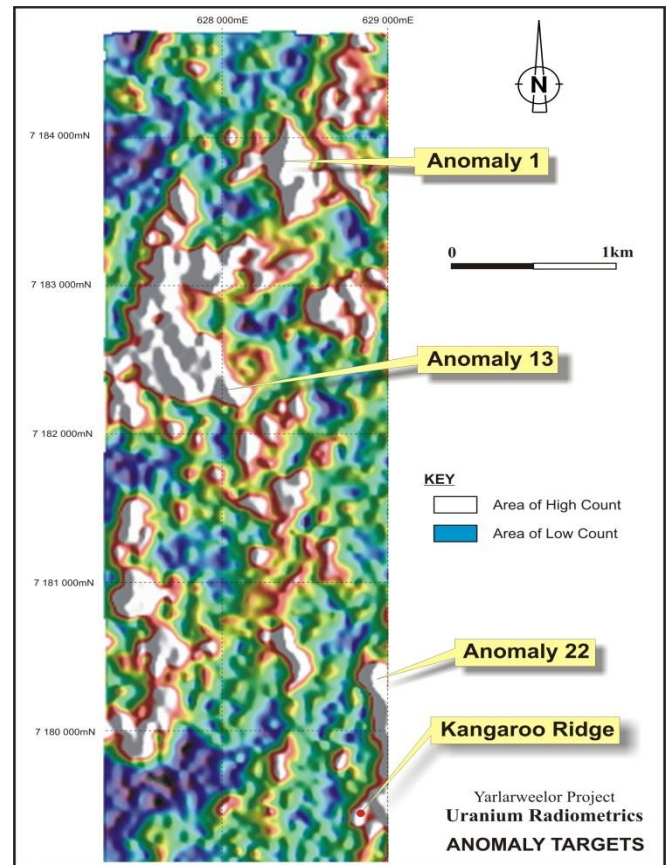 628 000mE
629 000mE
N
7 184 000mN
Anomaly 1
0
1km
7 183 000mN
Anomaly 13
7 182 000mN
KEY
Area of High Count
Area of Low Count
7 181 000mN
Anomaly 22
7 180 000mN
Kangaroo Ridge
Yarlarweelor Project
Uranium Radiometrics
ANOMALY TARGETS